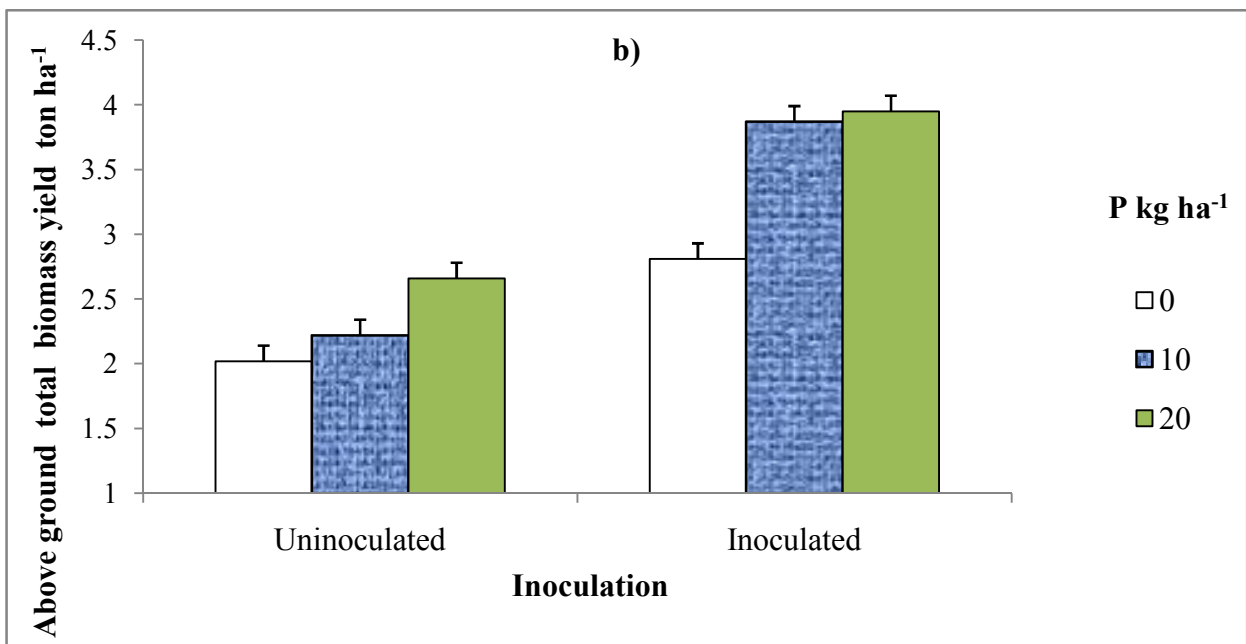 b)
Above ground total biomass yield ton ha-1
4.5
4
3.5
3
2.5
2
1.5
1
Uninoculated
Inoculated
Inoculation
P kg ha-1
0
10
20